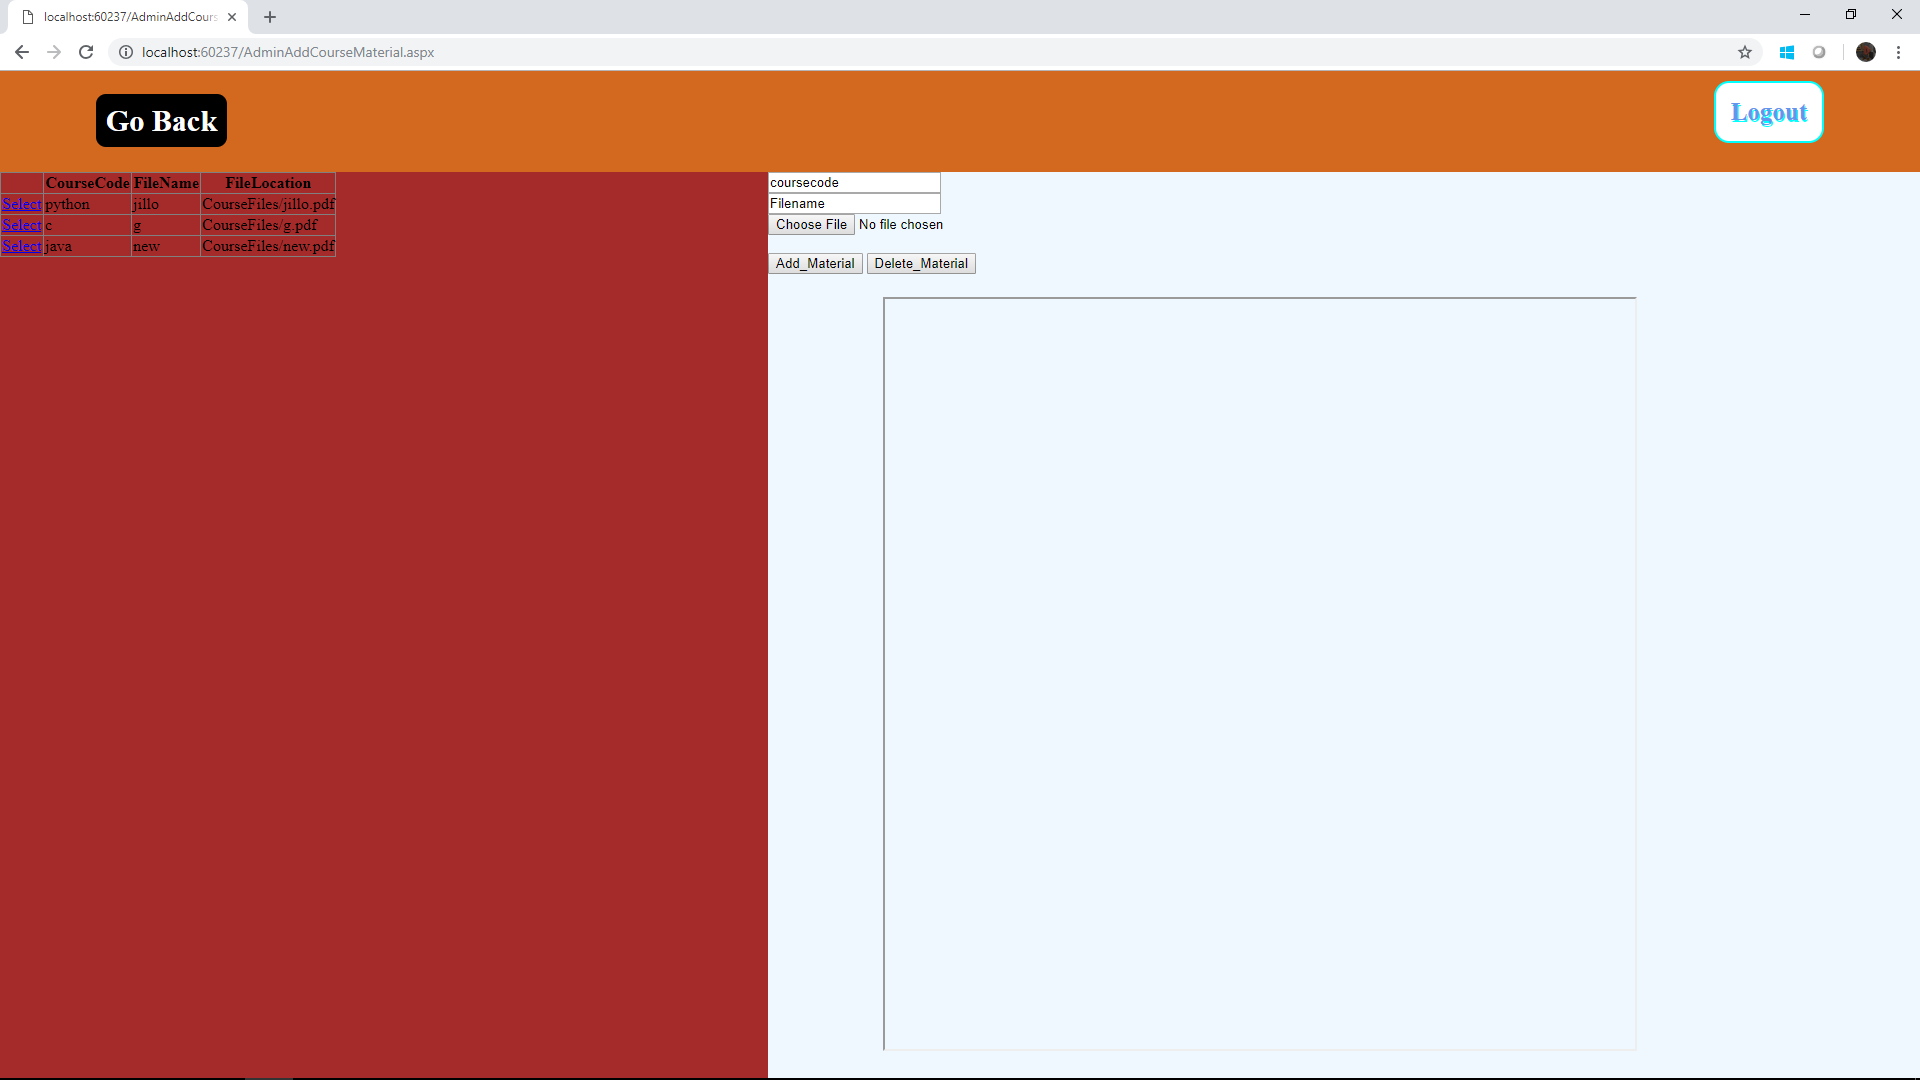 localhost:60237/AdminAddCours
localhost:60237/AdminAddCourseMaterial.aspx
Go Back
Logout
CourseCode FileName FileLocation
Select python jillo CourseFiles/jillo.pdf
Select c g CourseFiles/g.pdf
Select java new CourseFiles/new.pdf
coursecode
Filename
Choose File No file chosen
Add_Material Delete_Material